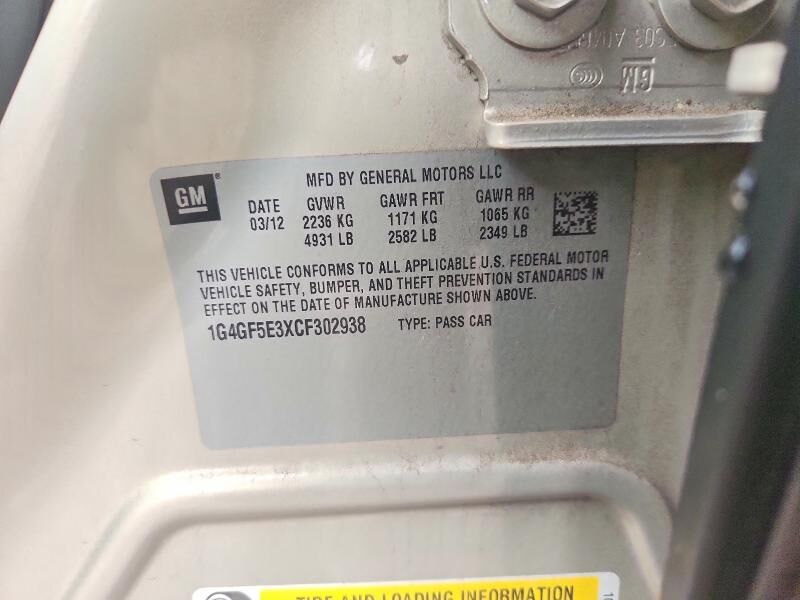 GM
GM ®
MFD BY GENERAL MOTORS LLC
DATE GVWR GAWR FRT GAWR RR
03/12 2236 KG 1171 KG 1065 KG
4931 LB 2582 LB 2349 LB
THIS VEHICLE CONFORMS TO ALL APPLICABLE U.S. FEDERAL MOTOR
VEHICLE SAFETY, BUMPER, AND THEFT PREVENTION STANDARDS IN
EFFECT ON THE DATE OF MANUFACTURE SHOWN ABOVE.
1G4GF5E3XCF302938 TYPE: PASS CAR
TIRE AND LOADING INFORMATION